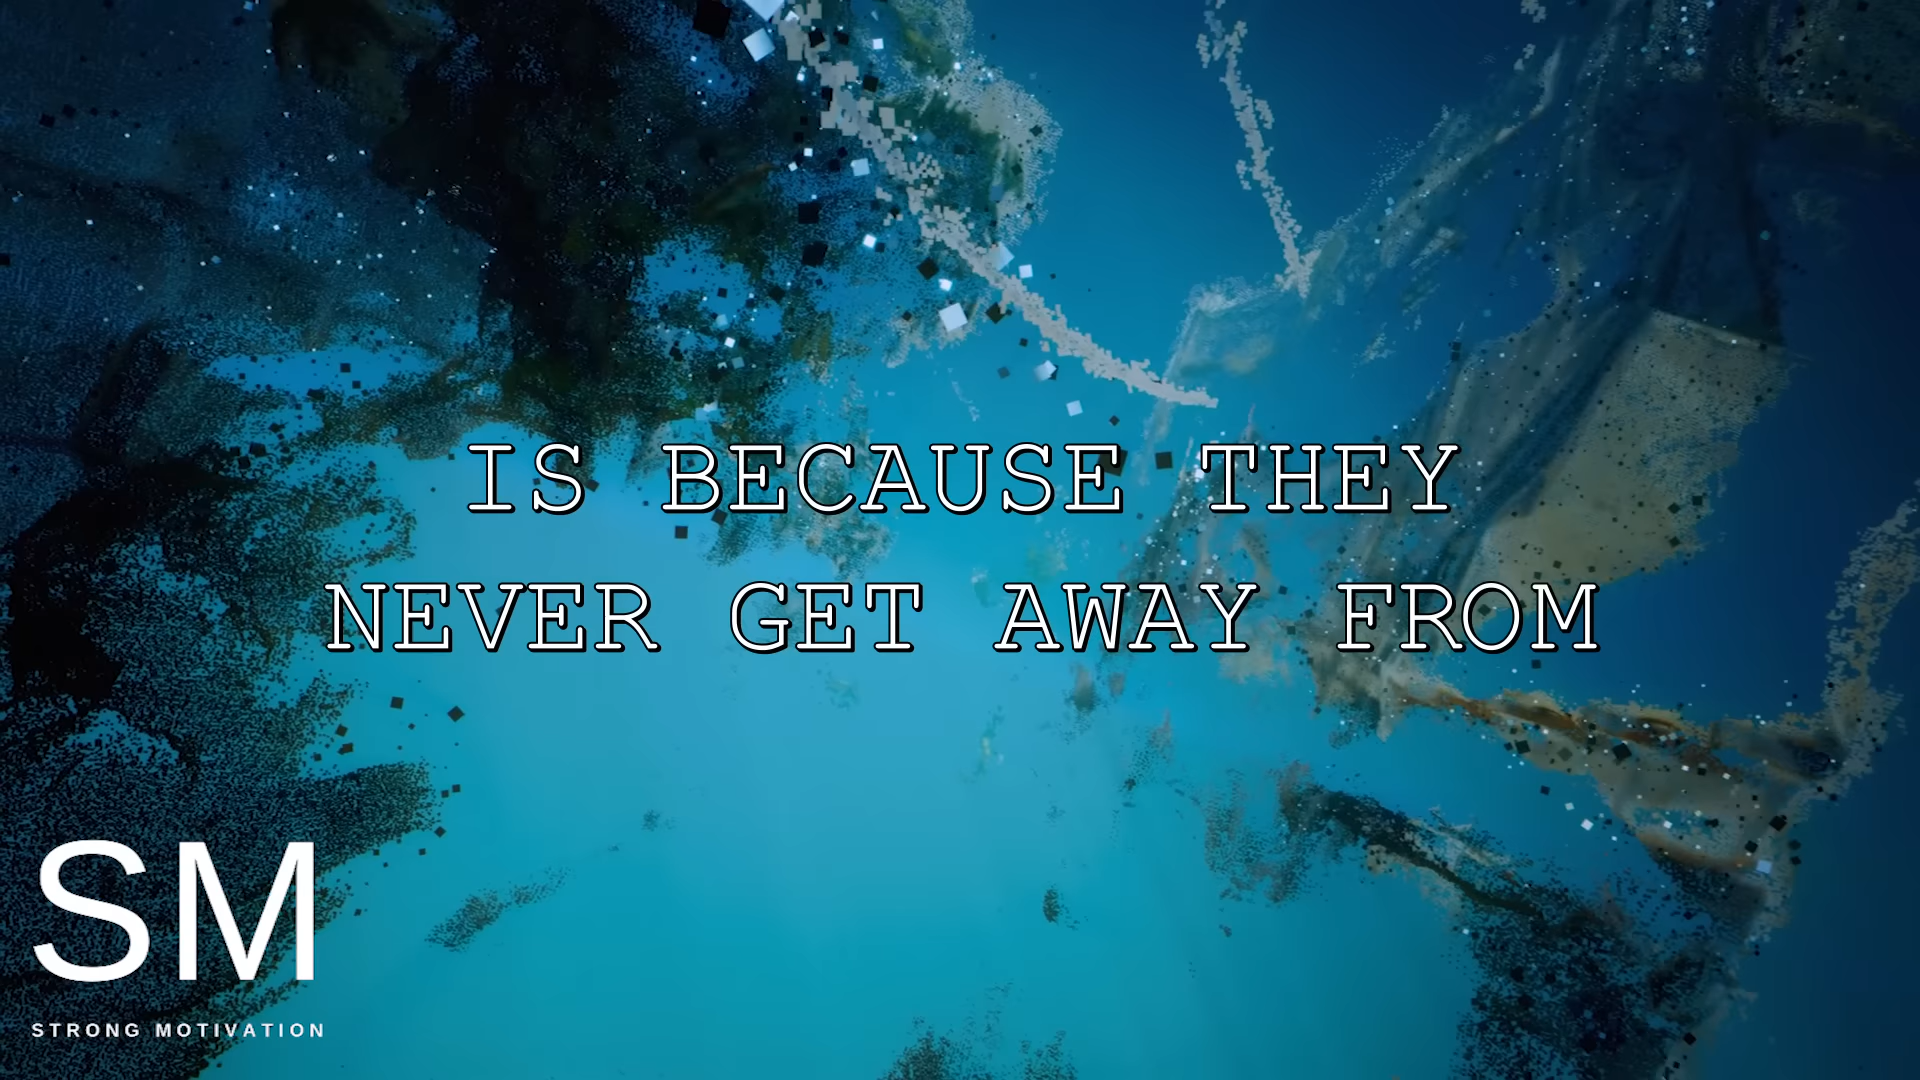 IS BECAUSE THEY
NEVER GET AWAY FROM
SM
STRONG MOTIVATION